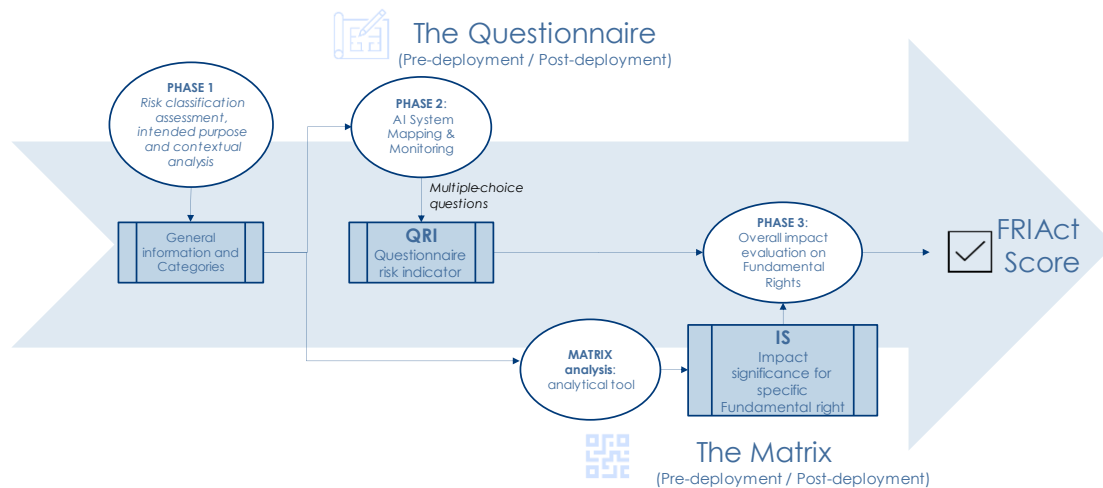 The Questionnaire
(Pre-deployment / Post-deployment)
PHASE 1
Risk classification
assessment,
intended purpose
and contextual
analysis
PHASE 2:
AI System
Mapping &
Monitoring
Multiple-choice
questions
General
information and
Categories
QRI
Questionnaire
risk indicator
PHASE 3:
Overall impact
evaluation on
Fundamental
Rights
FRIAct
Score
MATRIX
analysis:
analytical tool
IS
Impact
significance for
specific
Fundamental right
The Matrix
(Pre-deployment / Post-deployment)